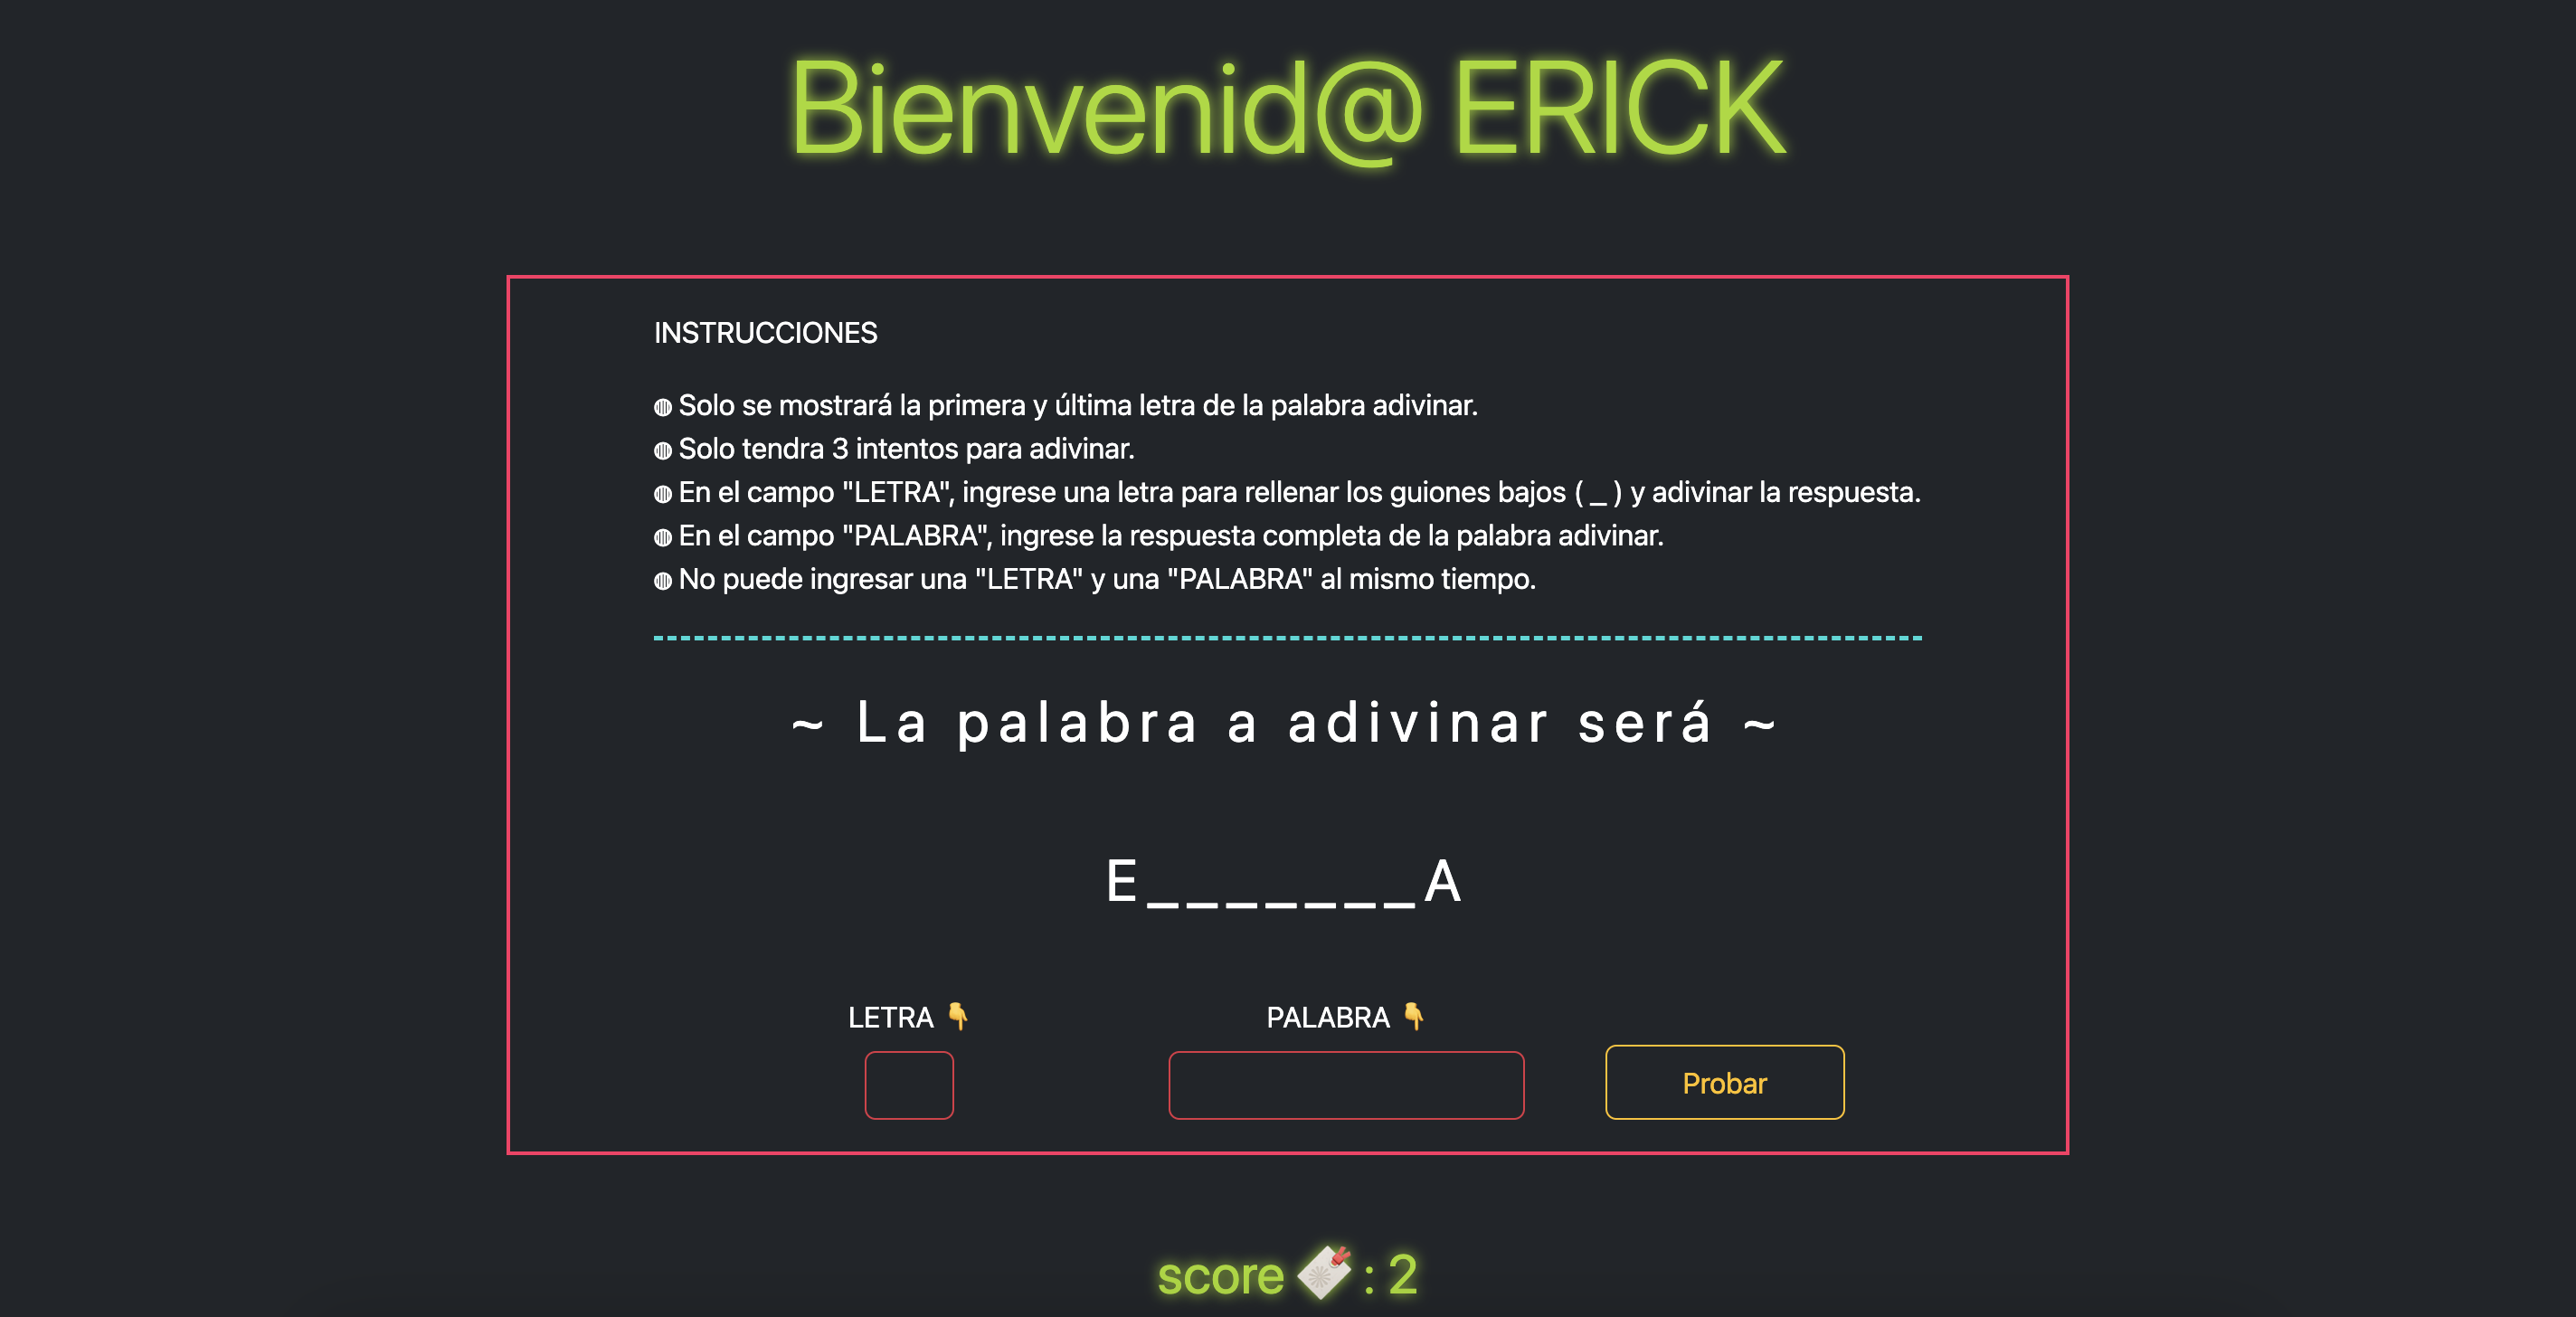 Bienvenid@ ERICK
INSTRUCCIONES
◍ Solo se mostrará la primera y última letra de la palabra adivinar.
◍ Solo tendra 3 intentos para adivinar.
◍ En el campo "LETRA", ingrese una letra para rellenar los guiones bajos ( _ ) y adivinar la respuesta.
◍ En el campo "PALABRA", ingrese la respuesta completa de la palabra adivinar.
◍ No puede ingresar una "LETRA" y una "PALABRA" al mismo tiempo.
~ La palabra a adivinar será ~
E_______A
LETRA 👇 PALABRA 👇
Probar
score : 2